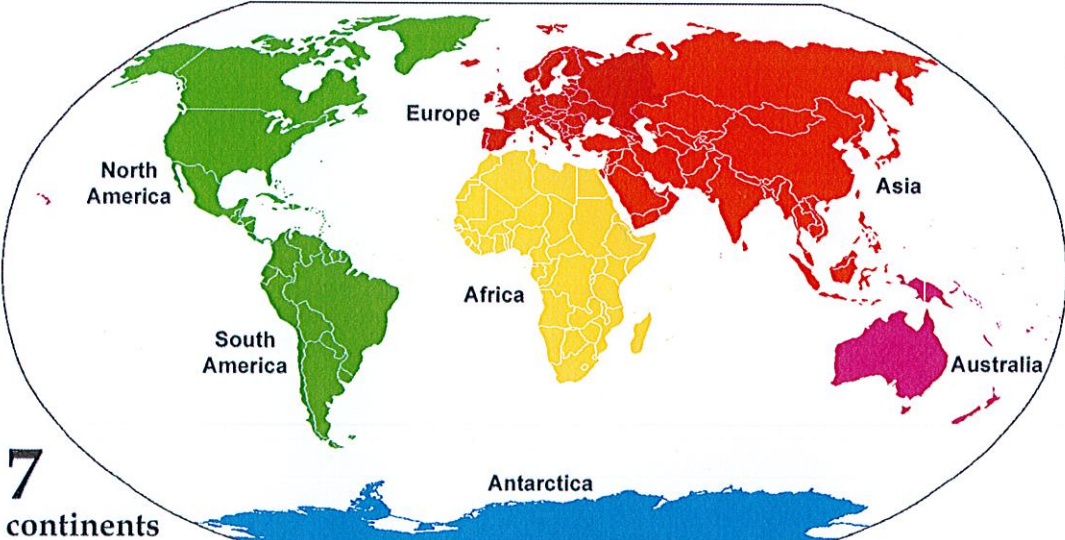 Europe
North
America
Asia
Africa
South
America
Australia
Antarctica
7
continents